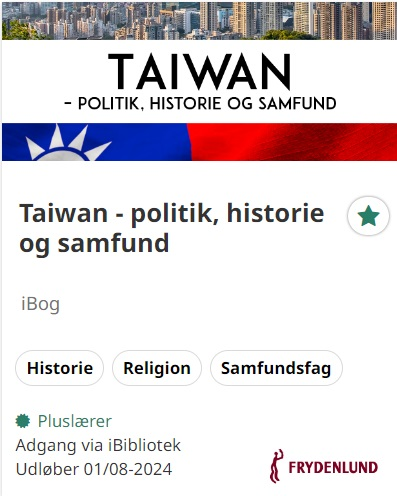 TAIWAN
- POLITIK, HISTORIE OG SAMFUND
Taiwan - politik, historie
og samfund
iBog
Historie
Religion
Samfundsfag
Pluslærer
Adgang via iBibliotek
Udløber 01/08-2024
FRYDENLUND